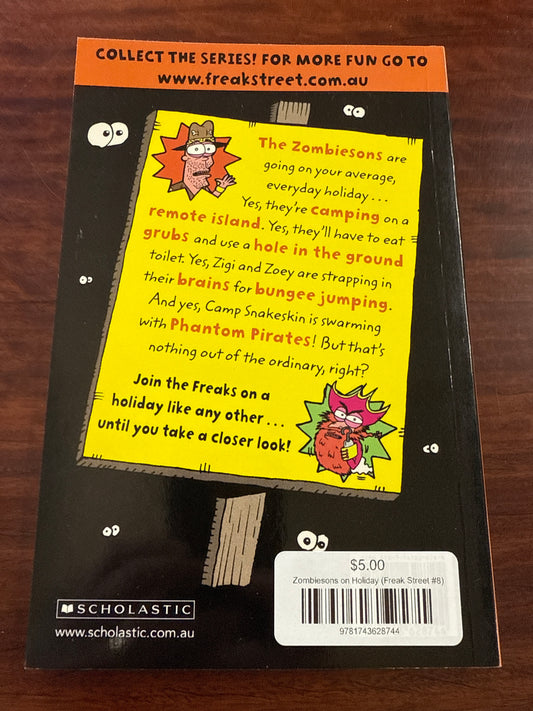 COLLECT THE SERIES! FOR MORE FUN GO TO
www.freakstreet.com.au
The Zombiesons are
going on your average,
everyday holiday...
Yes, they're camping on a
remote island. Yes, they'll have to eat
grubs and use a hole in the ground
toilet. Yes, Zigi and Zoey are strapping in
their brains for bungee jumping.
And yes, Camp Snakeskin is swarming
with Phantom Pirates! But that's
nothing out of the ordinary, right?
Join the Freaks on a
holiday like any other...
until you take a closer look!
$5.00
Zombiesons on Holiday (Freak Street #8)
9781743628744
SCHOLASTIC
www.scholastic.com.au